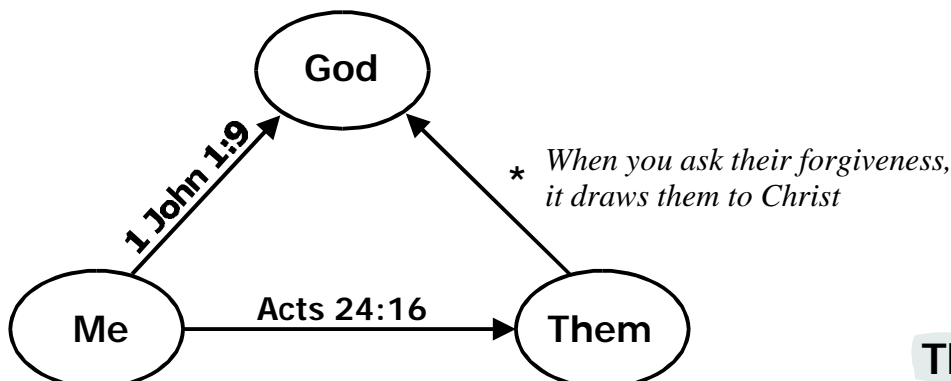 God
1 John 1:9
* When you ask their forgiveness,
it draws them to Christ
Me
Acts 24:16
Them